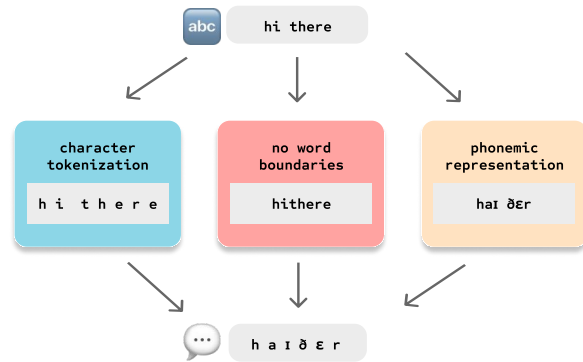 abc
hi there
character
tokenization
h i  t h e r e
no word
boundaries
hithere
phonemic
representation
haɪ ðɛr
h a ɪ ð ɛ r